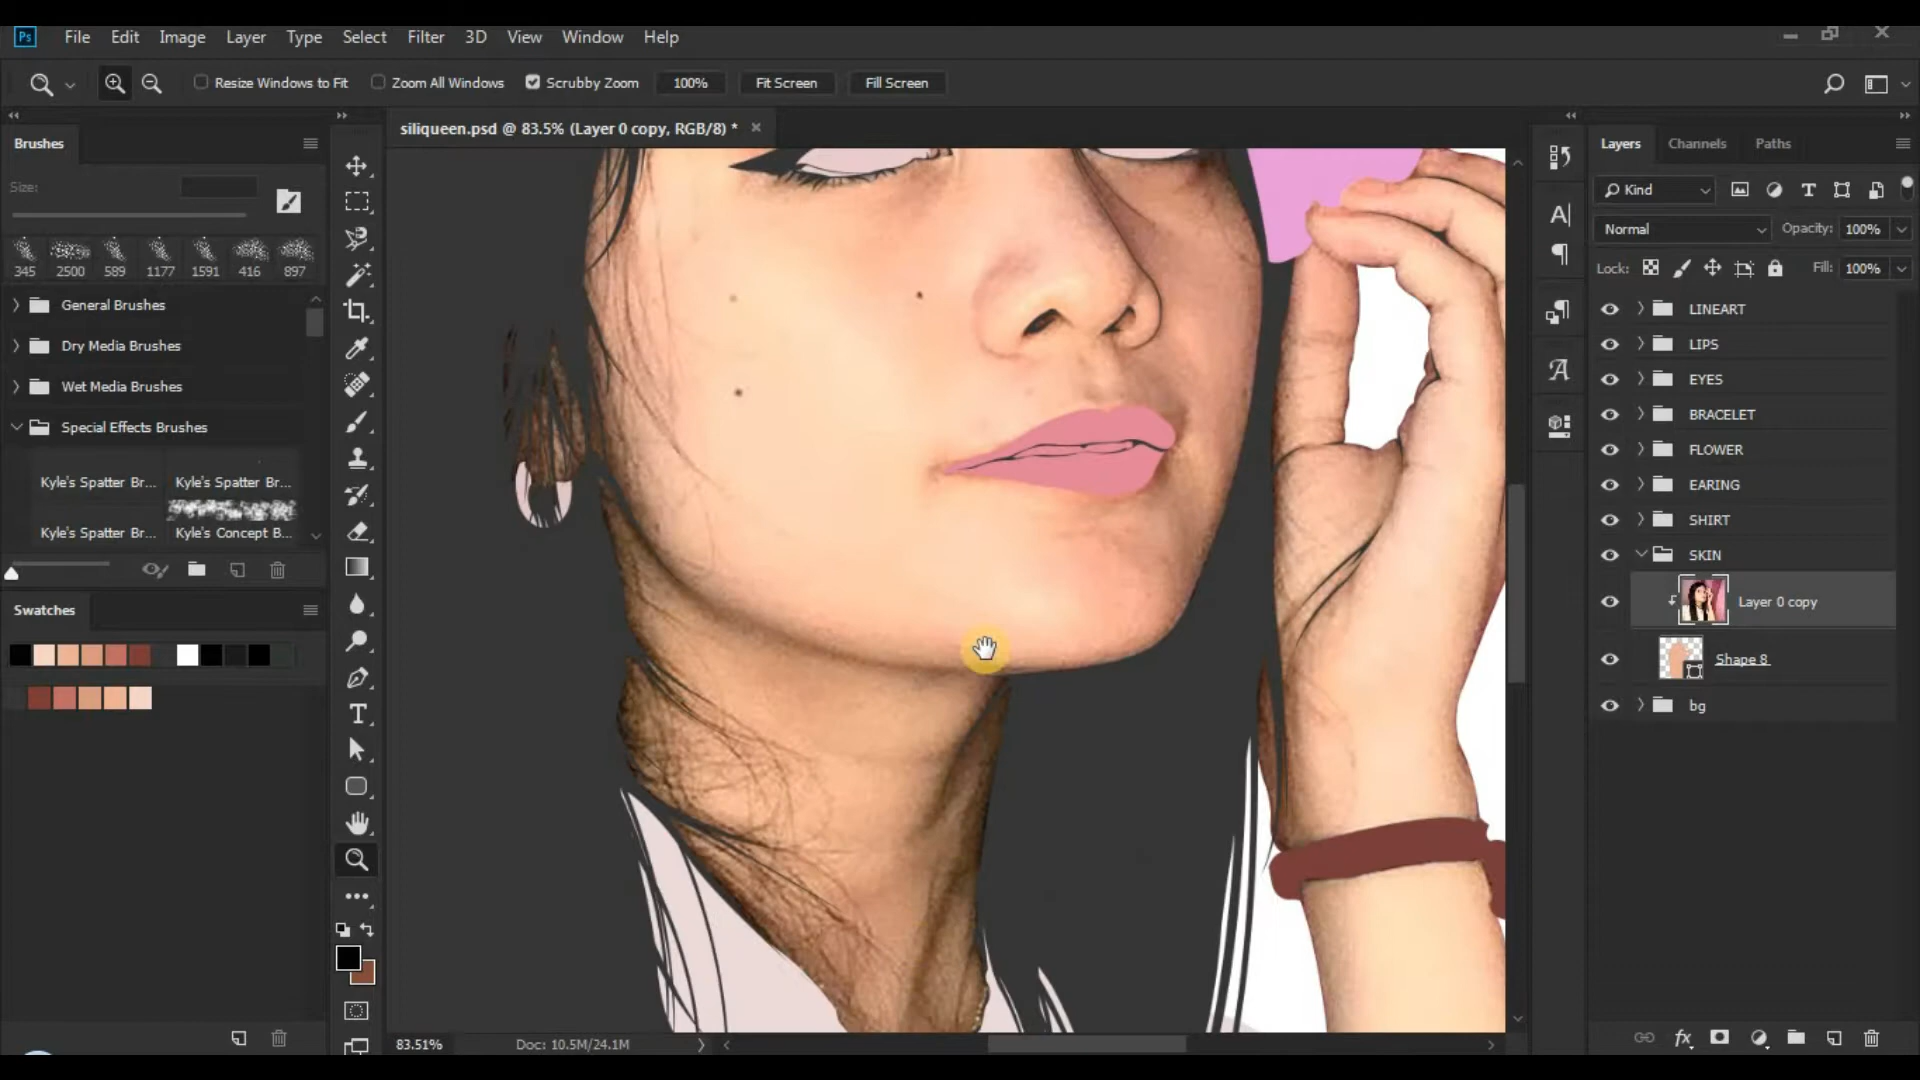 Ps File Edit Image Layer Type Select Filter 3D View Window Help
Resize Windows to Fit Zoom All Windows Scrubby Zoom 100% Fit Screen Fill Screen
siliqueen.psd @ 83.5% (Layer 0 copy, RGB/8) *
Brushes
Size:
345 2500 589 1177 1591 416 897
General Brushes
Dry Media Brushes
Wet Media Brushes
Special Effects Brushes
Kyle's Spatter Br... Kyle's Spatter Br...
Kyle's Spatter Br... Kyle's Concept B...
Swatches
83.51% Doc: 10.5M/24.1M
Layers Channels Paths
Kind
Normal Opacity: 100%
Lock: Fill: 100%
LINEART
LIPS
EYES
BRACELET
FLOWER
EARING
SHIRT
SKIN
Layer 0 copy
Shape 8
bg
fx